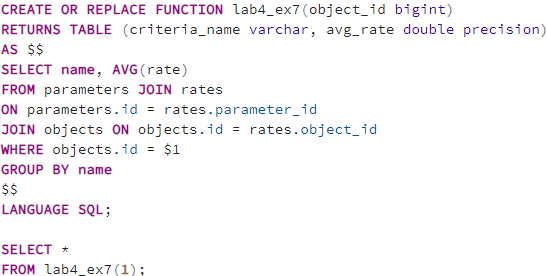 CREATE OR REPLACE FUNCTION lab4_ex7(object_id bigint)
RETURNS TABLE (criteria_name varchar, avg_rate double precision)
AS $$
SELECT name, AVG(rate)
FROM parameters JOIN rates
ON parameters.id = rates.parameter_id
JOIN objects ON objects.id = rates.object_id
WHERE objects.id = $1
GROUP BY name
$$
LANGUAGE SQL;

SELECT *
FROM lab4_ex7(1);